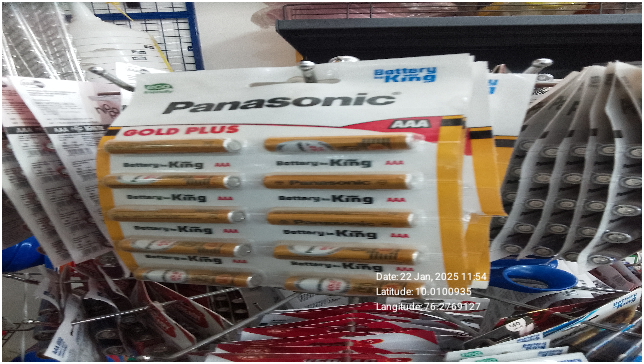 Battery
King
Panasonic
GOLD PLUS
AAA
Battery King AAA
Battery King AAA
Battery King AAA
Panasonic
Battery King AAA
Battery King AAA
Battery King AAA
Battery King AAA
Battery King AAA
Date: 22 Jan, 2025 11:54
Latitude: 10.0100935
Langitude: 76.2769127